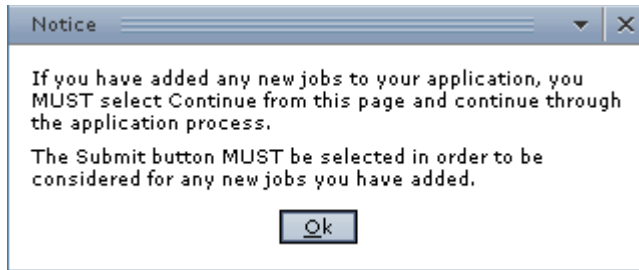 Notice
If you have added any new jobs to your application, you
MUST select Continue from this page and continue through
the application process.
The Submit button MUST be selected in order to be
considered for any new jobs you have added.
Ok